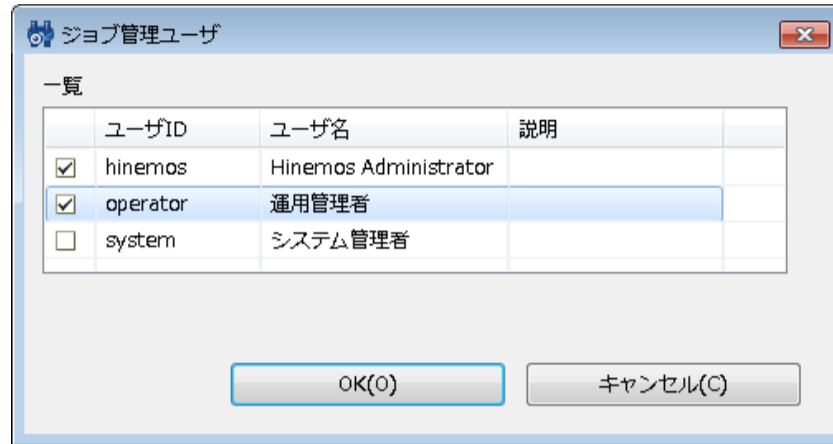 ジョブ管理ユーザ
一覧
ユーザID ユーザ名 説明
hinemos Hinemos Administrator
operator 運用管理者
system システム管理者
OK(O) キャンセル(C)